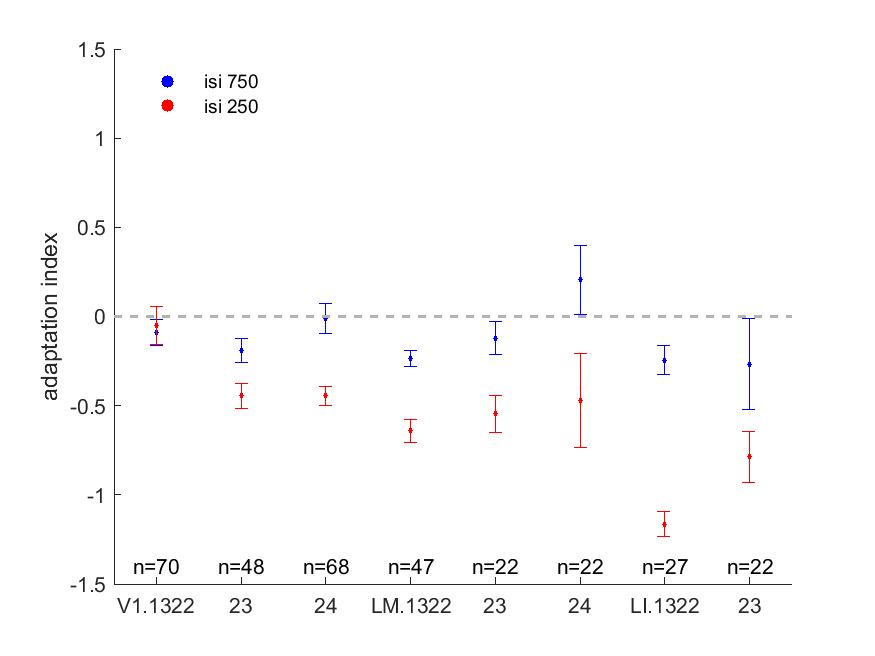 1.5
isi 750
isi 250
1
0.5
0
-0.5
-1
-1.5
adaptation index
n=70 n=48 n=68 n=47 n=22 n=22 n=27 n=22
V1.1322 23 24 LM.1322 23 24 LI.1322 23